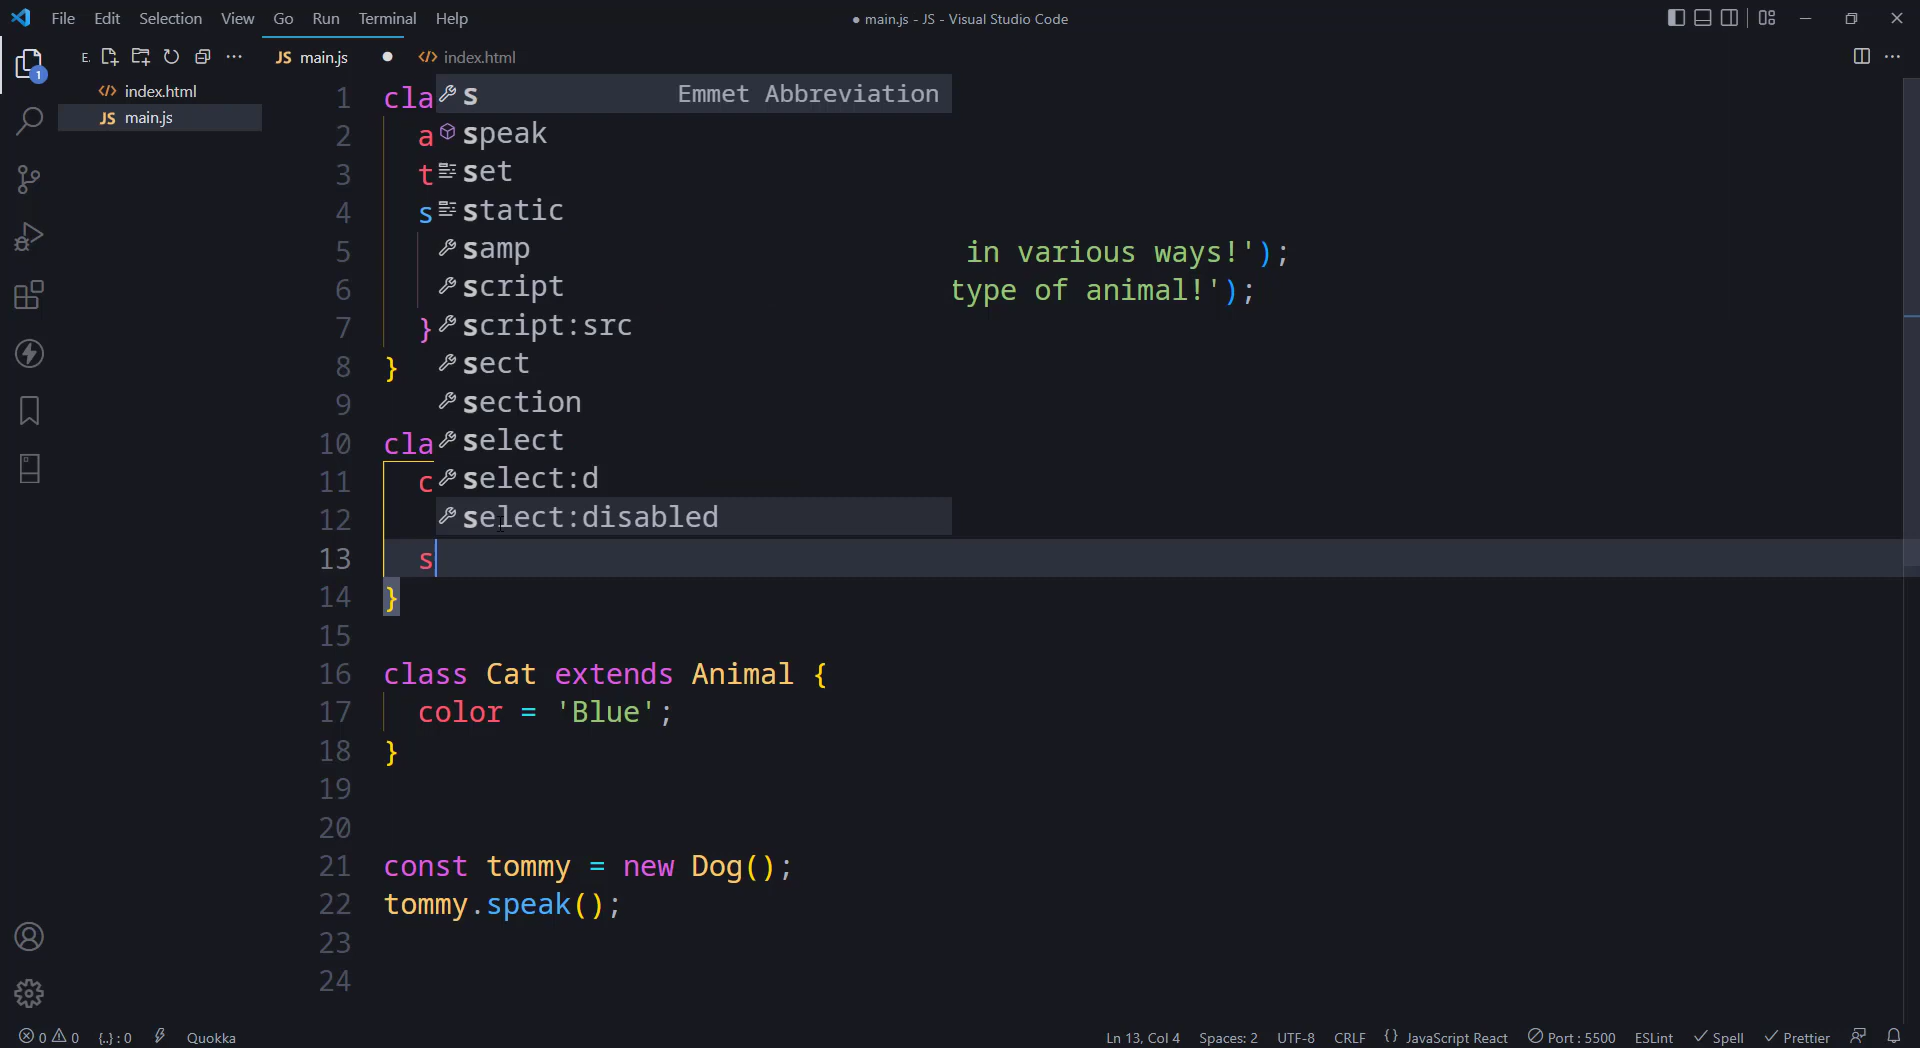 File Edit Selection View Go Run Terminal Help
● main.js - JS - Visual Studio Code
E.
JS main.js ●
</> index.html
1
</> index.html
JS main.js
1 cla
2 a
3 t
4 s
5 in various ways!');
6 type of animal!');
7 }
8 }
9
10 cla
11 c
12
13 s
14 }
15
16 class Cat extends Animal {
17 color = 'Blue';
18 }
19
20
21 const tommy = new Dog();
22 tommy.speak();
23
24
s Emmet Abbreviation
speak
set
static
samp
script
script:src
sect
section
select
select:d
select:disabled
0 0 {..} : 0 Quokka
Ln 13, Col 4 Spaces: 2 UTF-8 CRLF {} JavaScript React Port : 5500 ESLint ✓ Spell ✓ Prettier